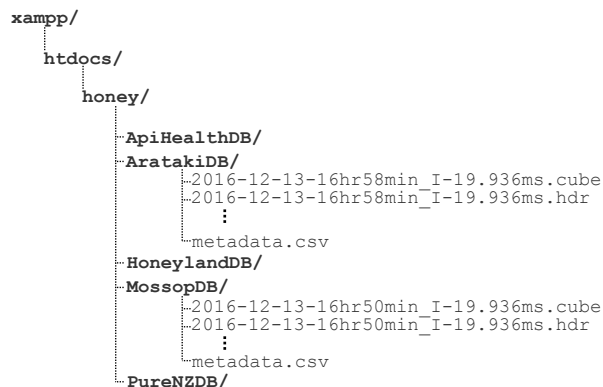 xampp/
htdocs/
honey/
ApiHealthDB/
AratakiDB/
2016-12-13-16hr58min_I-19.936ms.cube
2016-12-13-16hr58min_I-19.936ms.hdr
metadata.csv
HoneylandDB/
MossopDB/
2016-12-13-16hr50min_I-19.936ms.cube
2016-12-13-16hr50min_I-19.936ms.hdr
metadata.csv
PureNZDB/